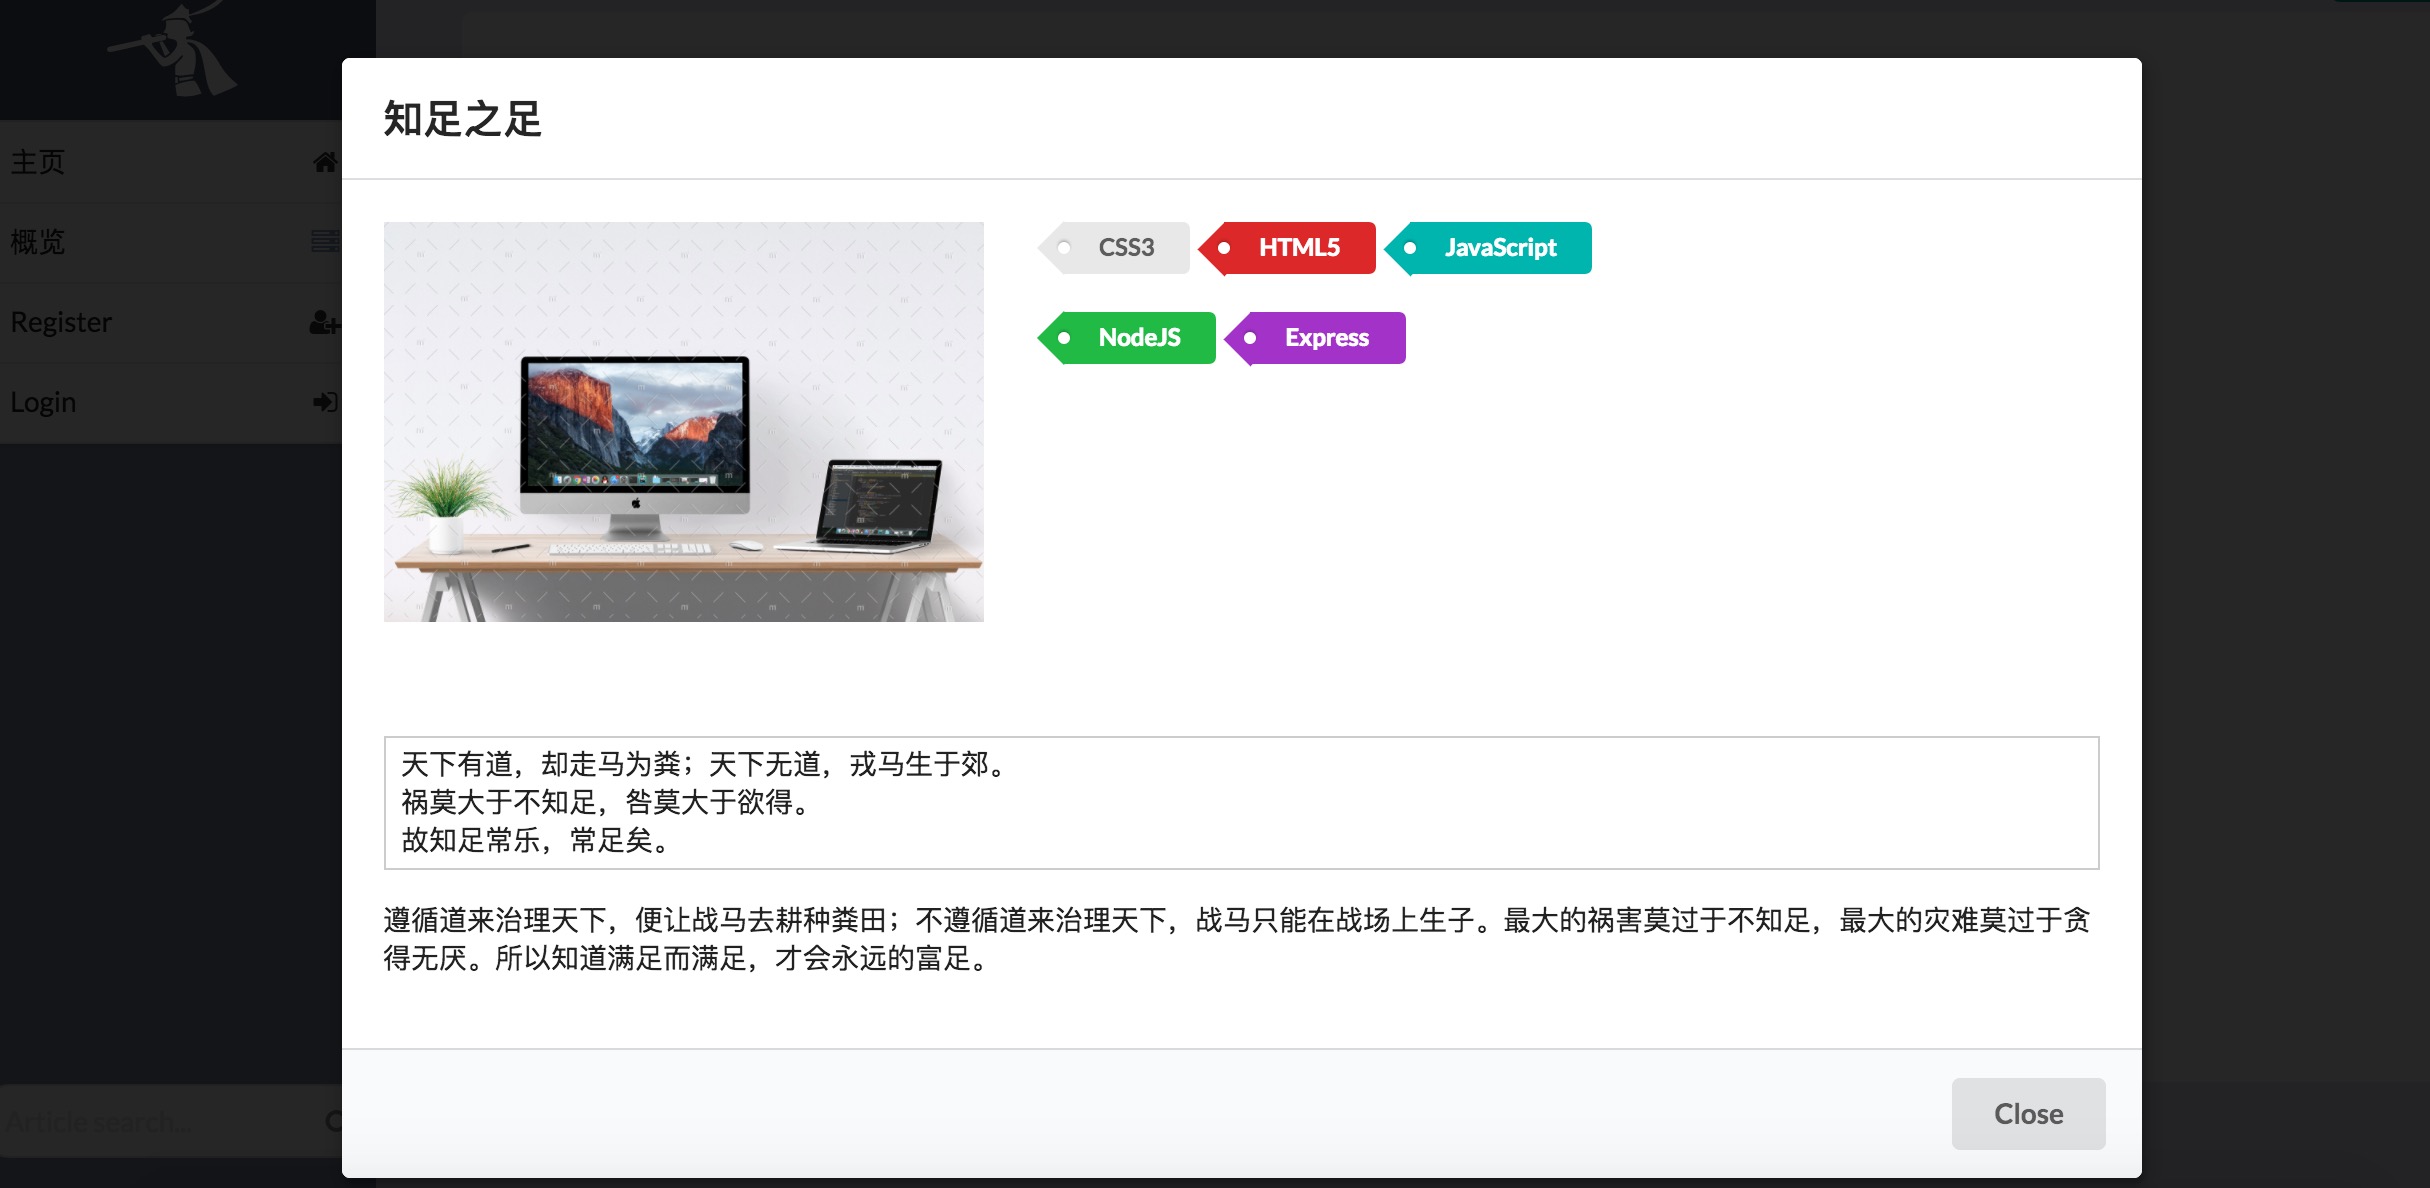 知足之足
主页
概览
Register
Login
Article search...
CSS3
HTML5
JavaScript
NodeJS
Express
天下有道，却走马为粪；天下无道，戎马生于郊。
祸莫大于不知足，咎莫大于欲得。
故知足常乐，常足矣。
遵循道来治理天下，便让战马去耕种粪田；不遵循道来治理天下，战马只能在战场上生子。最大的祸害莫过于不知足，最大的灾难莫过于贪
得无厌。所以知道满足而满足，才会永远的富足。
Close